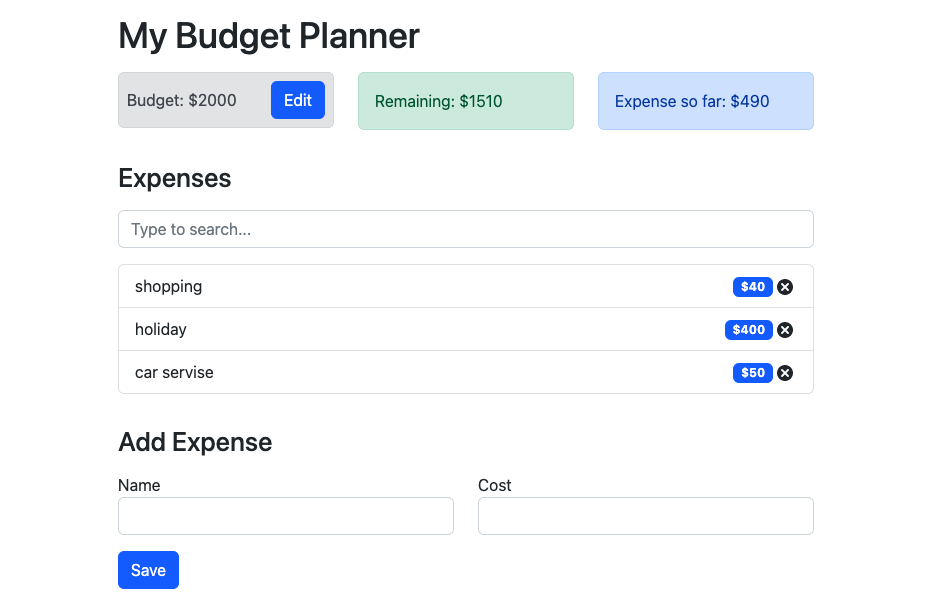 My Budget Planner
Budget: $2000 Edit Remaining: $1510 Expense so far: $490
Expenses
Type to search...
shopping $40
holiday $400
car servise $50
Add Expense
Name Cost
Save